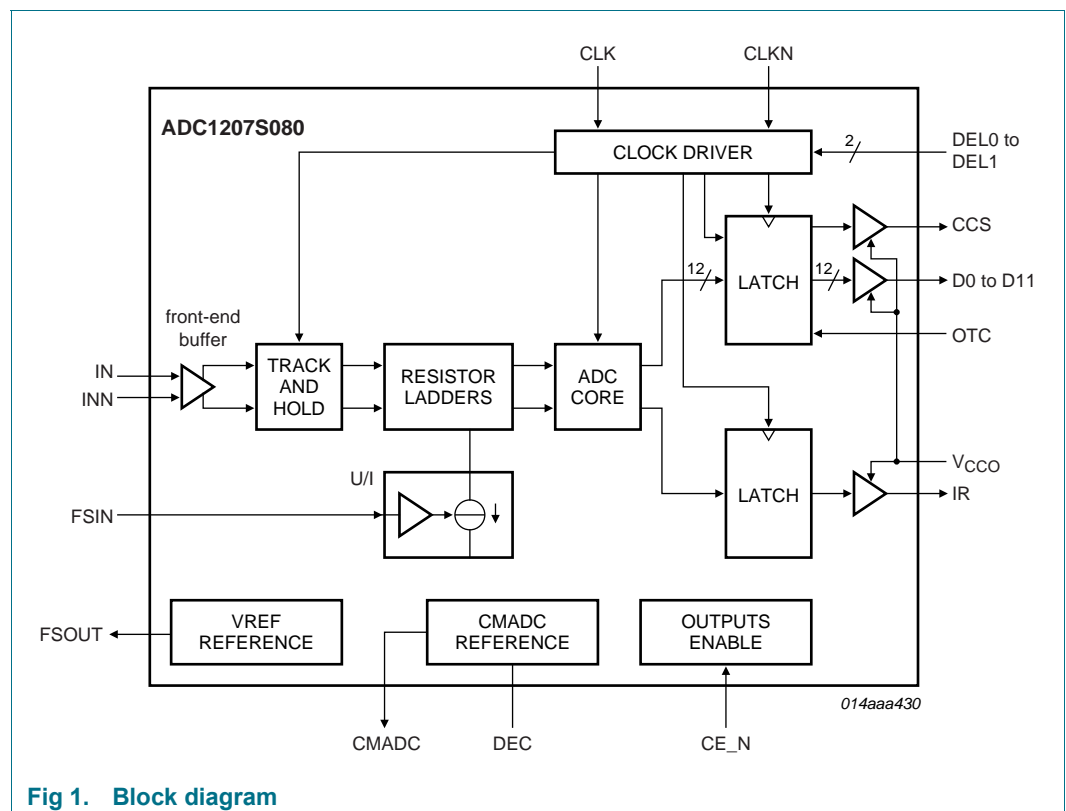 CLK CLKN
ADC1207S080
CLOCK DRIVER
2
DEL0 to
DEL1
CCS
12
LATCH
12
D0 to D11
OTC
front-end
buffer
IN
INN
TRACK
AND
HOLD
RESISTOR
LADDERS
ADC
CORE
U/I
FSIN
LATCH
VCCO
IR
FSOUT
VREF
REFERENCE
CMADC
REFERENCE
OUTPUTS
ENABLE
014aaa430
CMADC DEC CE_N
Fig 1. Block diagram